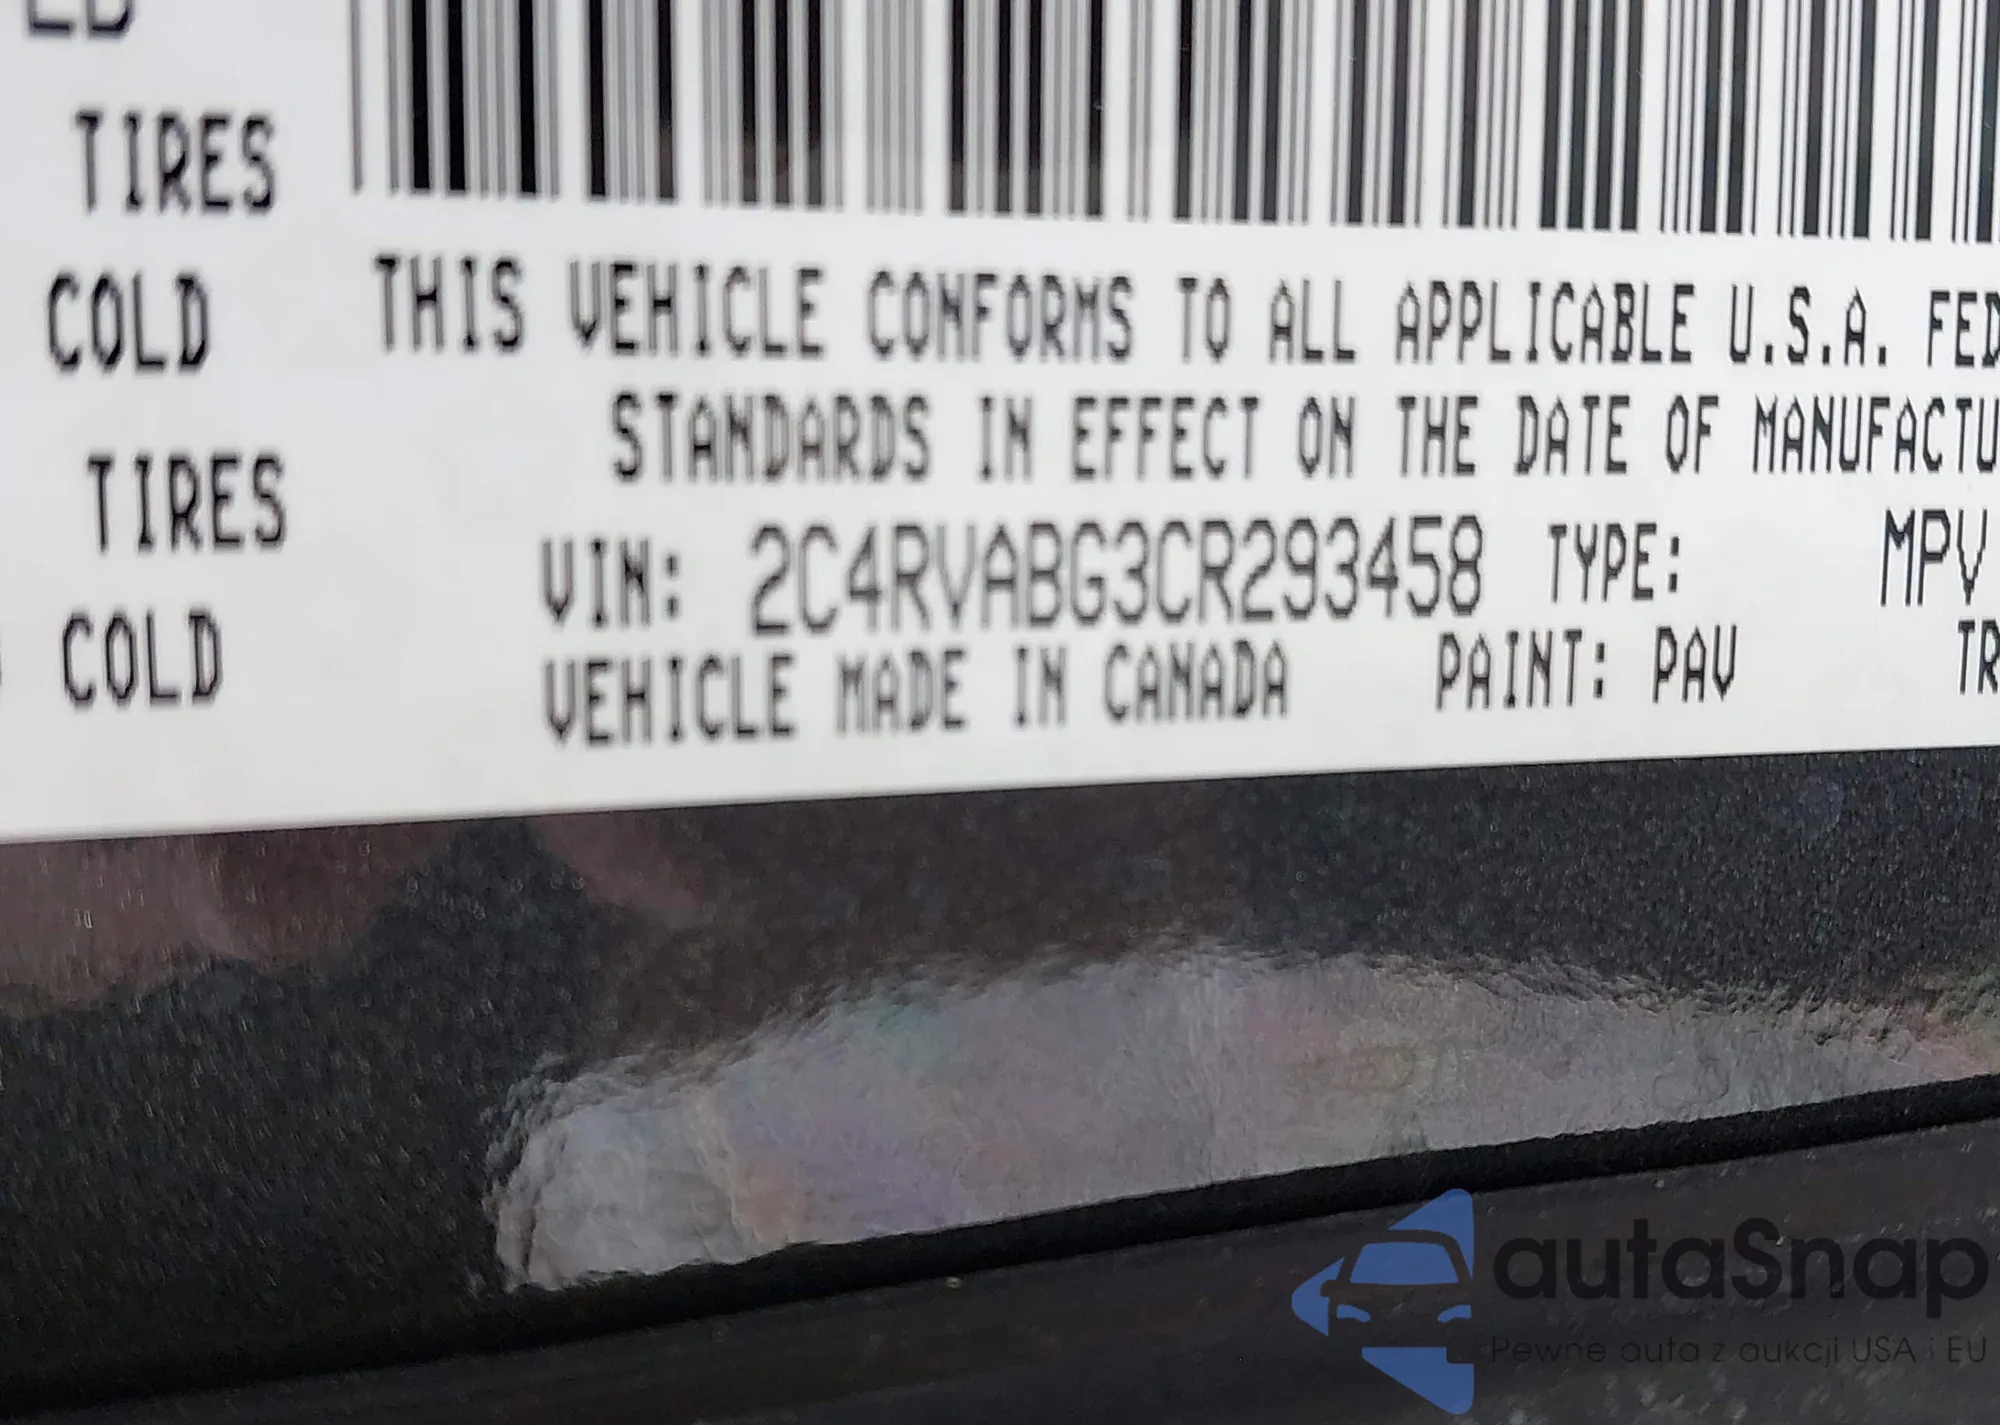 TIRES
COLD
TIRES
COLD
THIS VEHICLE CONFORMS TO ALL APPLICABLE U.S.A. FED
STANDARDS IN EFFECT ON THE DATE OF MANUFACTU
VIN: 2C4RVABG3CR293458 TYPE: MPV
VEHICLE MADE IN CANADA PAINT: PAV TR
autaSnap
Pewne auta z aukcji USA i EU